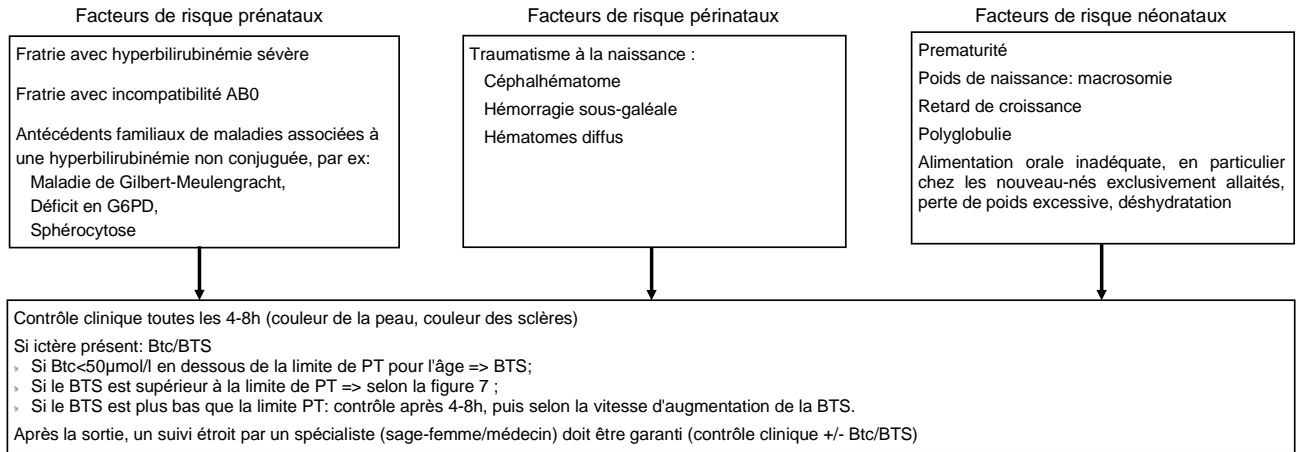 Facteurs de risque prénataux
Fratrie avec hyperbilirubinémie sévère
Fratrie avec incompatibilité AB0
Antécédents familiaux de maladies associées à
une hyperbilirubinémie non conjuguée, par ex:
Maladie de Gilbert-Meulengracht,
Déficit en G6PD,
Sphérocytose
Facteurs de risque périnataux
Traumatisme à la naissance :
Céphalhématome
Hémorragie sous-galéale
Hématomes diffus
Facteurs de risque néonataux
Prematurité
Poids de naissance: macrosomie
Retard de croissance
Polyglobulie
Alimentation orale inadéquate, en particulier
chez les nouveau-nés exclusivement allaités,
perte de poids excessive, déshydratation
Contrôle clinique toutes les 4-8h (couleur de la peau, couleur des sclères)
Si ictère présent: Btc/BTS
Si Btc<50µmol/l en dessous de la limite de PT pour l'âge => BTS;
Si le BTS est supérieur à la limite de PT => selon la figure 7 ;
Si le BTS est plus bas que la limite PT: contrôle après 4-8h, puis selon la vitesse d'augmentation de la BTS.
Après la sortie, un suivi étroit par un spécialiste (sage-femme/médecin) doit être garanti (contrôle clinique +/- Btc/BTS)